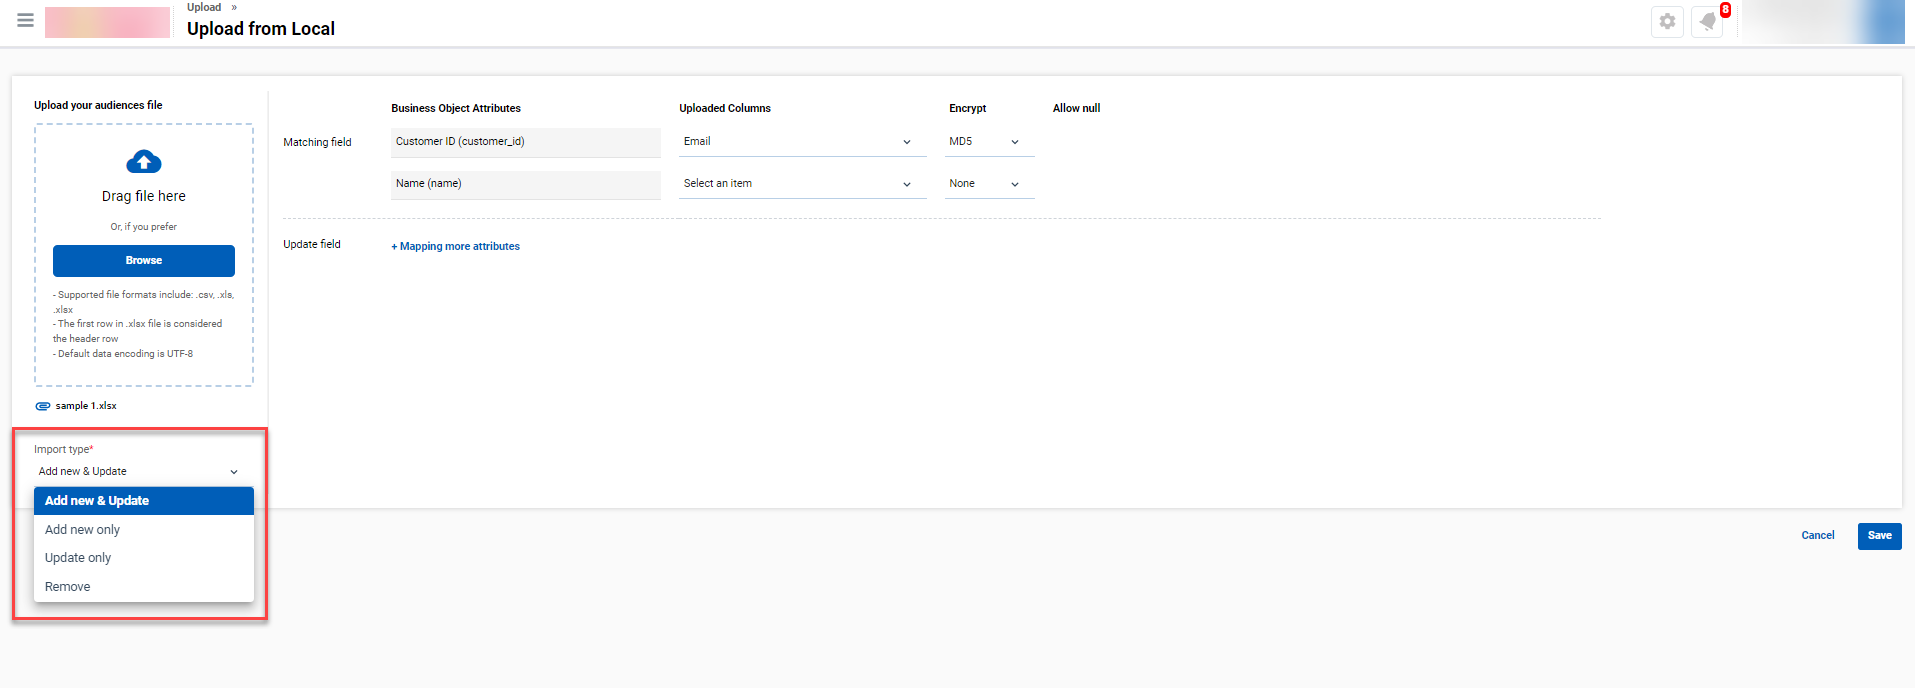 Upload »
Upload from Local
8
Upload your audiences file
Drag file here
Or, if you prefer
Browse
- Supported file formats include: .csv, .xls,
.xlsx
- The first row in .xlsx file is considered
the header row
- Default data encoding is UTF-8
sample 1.xlsx
Import type*
Add new & Update
Add new & Update
Add new only
Update only
Remove
Business Object Attributes Uploaded Columns Encrypt Allow null
Matching field Customer ID (customer_id) Email MD5
Name (name) Select an item None
Update field + Mapping more attributes
Cancel Save